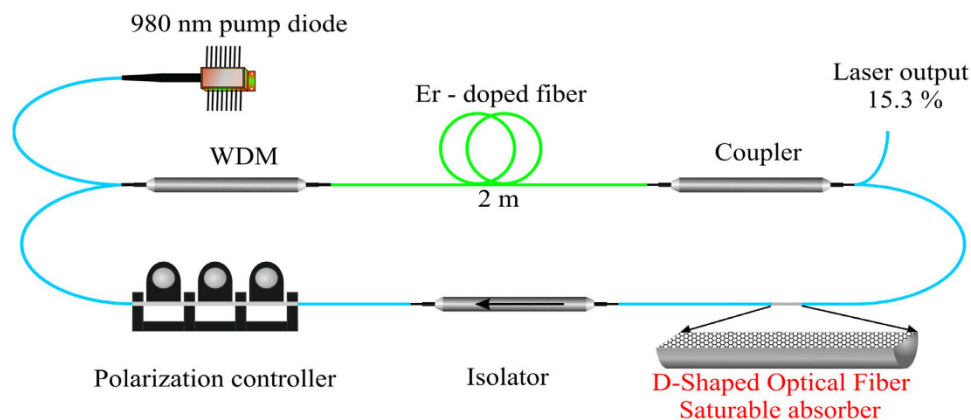 980 nm pump diode
Laser output
15.3 %
Er - doped fiber
WDM
Coupler
2 m
Polarization controller
Isolator
D-Shaped Optical Fiber
Saturable absorber